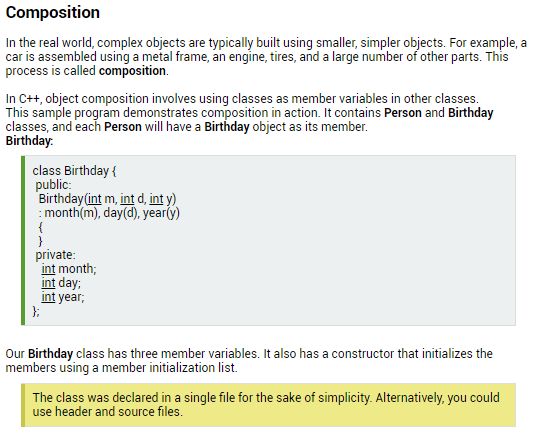 Composition
In the real world, complex objects are typically built using smaller, simpler objects. For example, a
car is assembled using a metal frame, an engine, tires, and a large number of other parts. This
process is called composition.
In C++, object composition involves using classes as member variables in other classes.
This sample program demonstrates composition in action. It contains Person and Birthday
classes, and each Person will have a Birthday object as its member.
Birthday:
class Birthday {
public:
Birthday(int m, int d, int y)
: month(m), day(d), year(y)
{
}
private:
int month;
int day;
int year;
};
Our Birthday class has three member variables. It also has a constructor that initializes the
members using a member initialization list.
The class was declared in a single file for the sake of simplicity. Alternatively, you could
use header and source files.